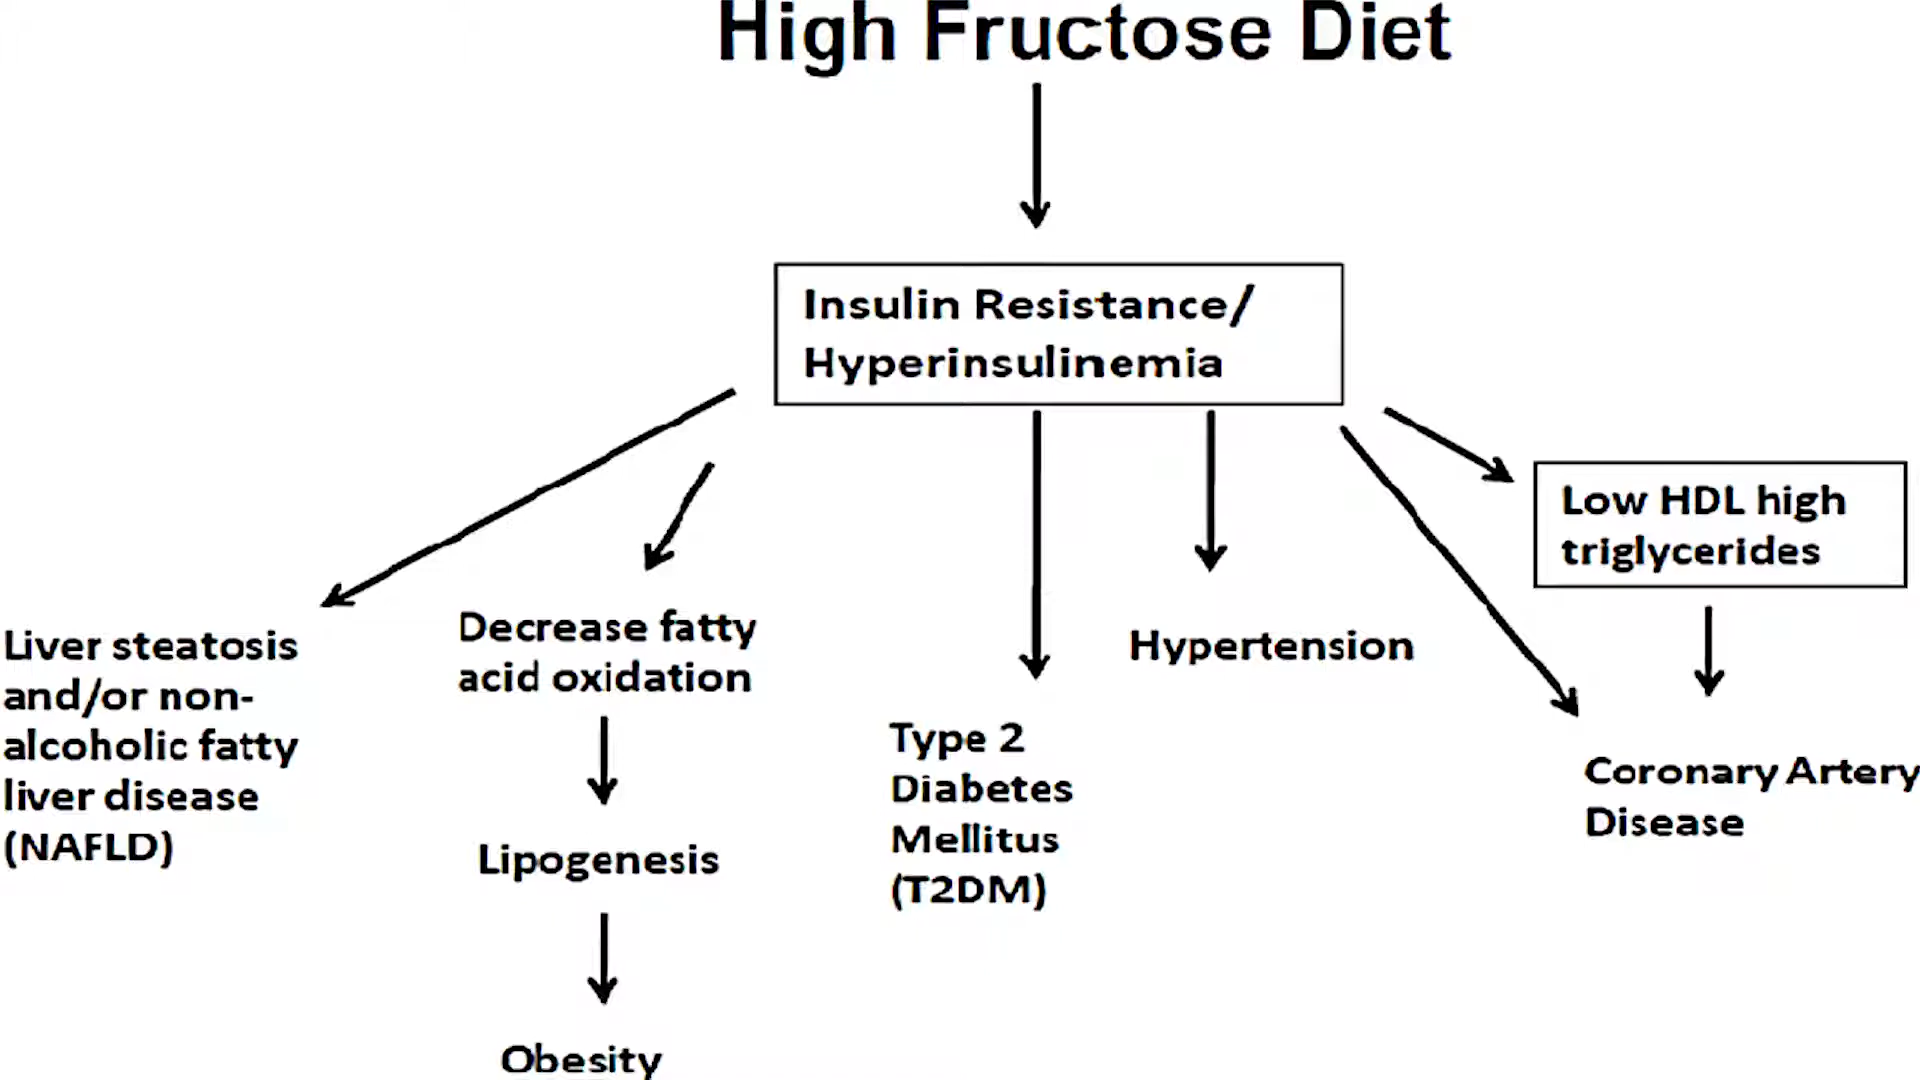 High Fructose Diet
Insulin Resistance/
Hyperinsulinemia
Low HDL high
triglycerides
Liver steatosis
and/or non-
alcoholic fatty
liver disease
(NAFLD)
Decrease fatty
acid oxidation
Lipogenesis
Obesity
Type 2
Diabetes
Mellitus
(T2DM)
Hypertension
Coronary Artery
Disease